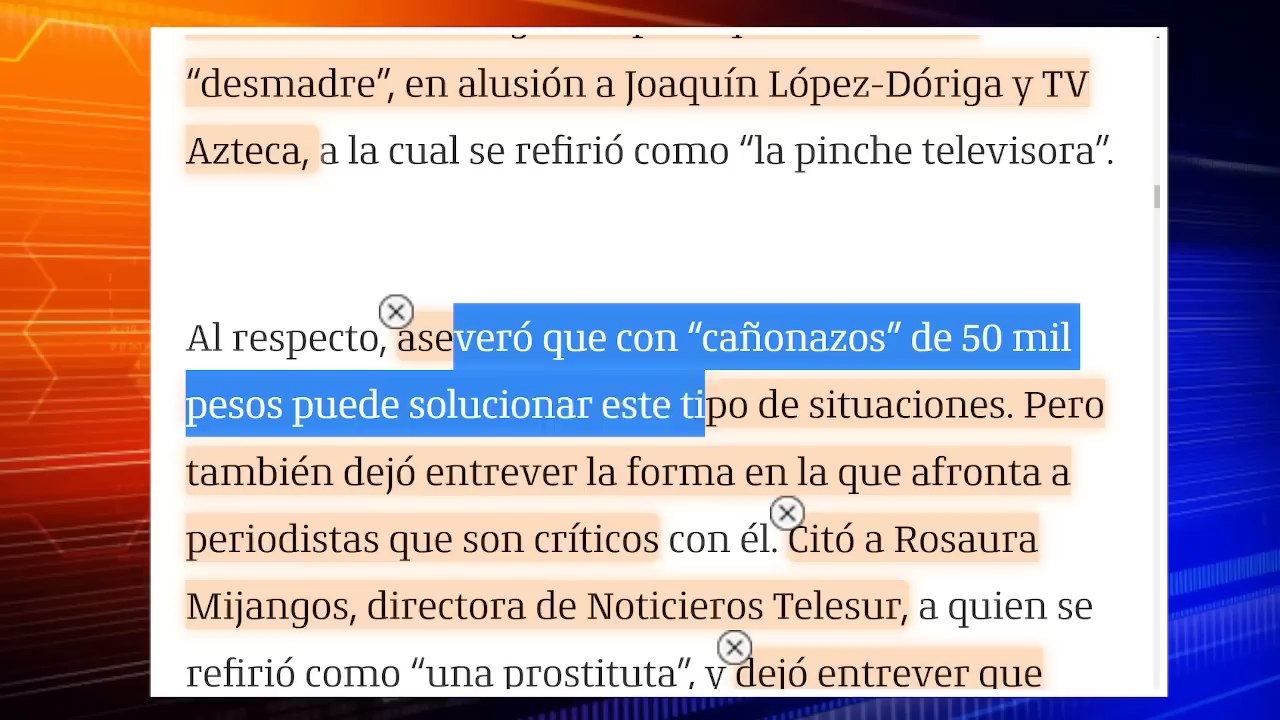 “desmadre”, en alusión a Joaquín López-Dóriga y TV
Azteca, a la cual se refirió como “la pinche televisora”.
Al respecto, aseveró que con “cañonazos” de 50 mil
pesos puede solucionar este tipo de situaciones. Pero
también dejó entrever la forma en la que afronta a
periodistas que son críticos con él. Citó a Rosaura
Mijangos, directora de Noticieros Telesur, a quien se
refirió como “una prostituta”, y dejó entrever que